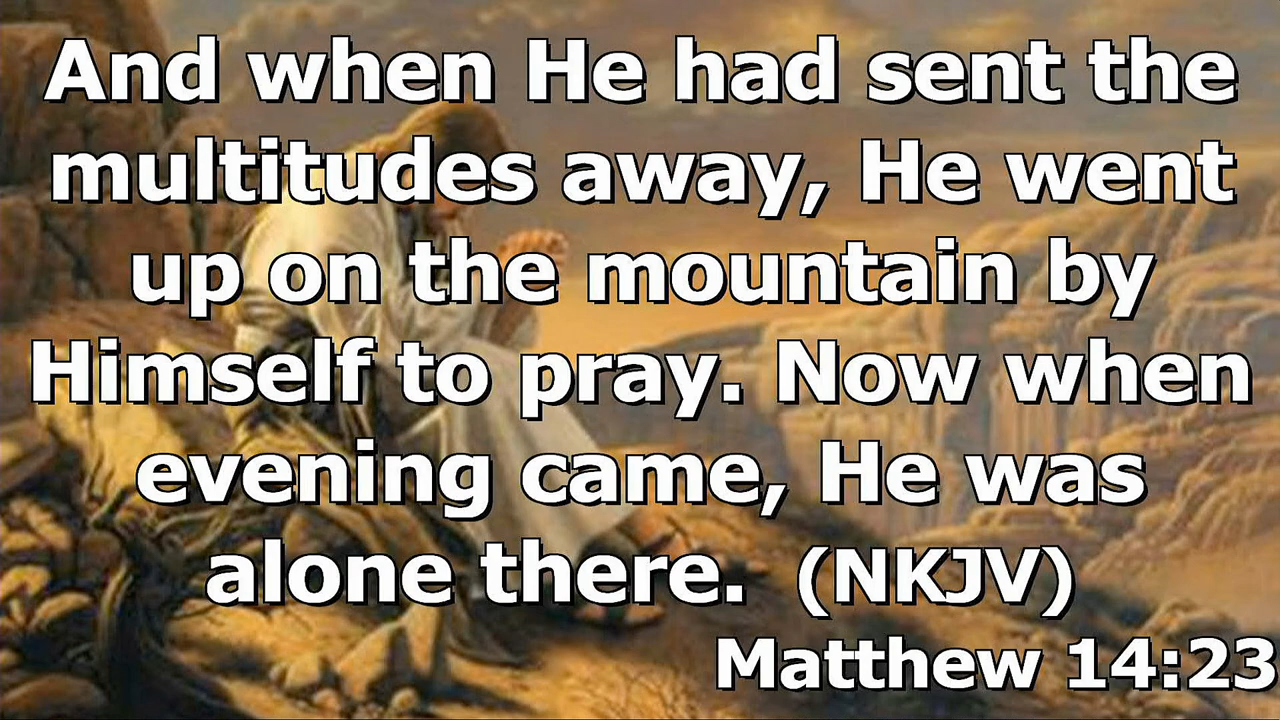 And when He had sent the
multitudes away, He went
up on the mountain by
Himself to pray. Now when
evening came, He was
alone there. (NKJV)
Matthew 14:23